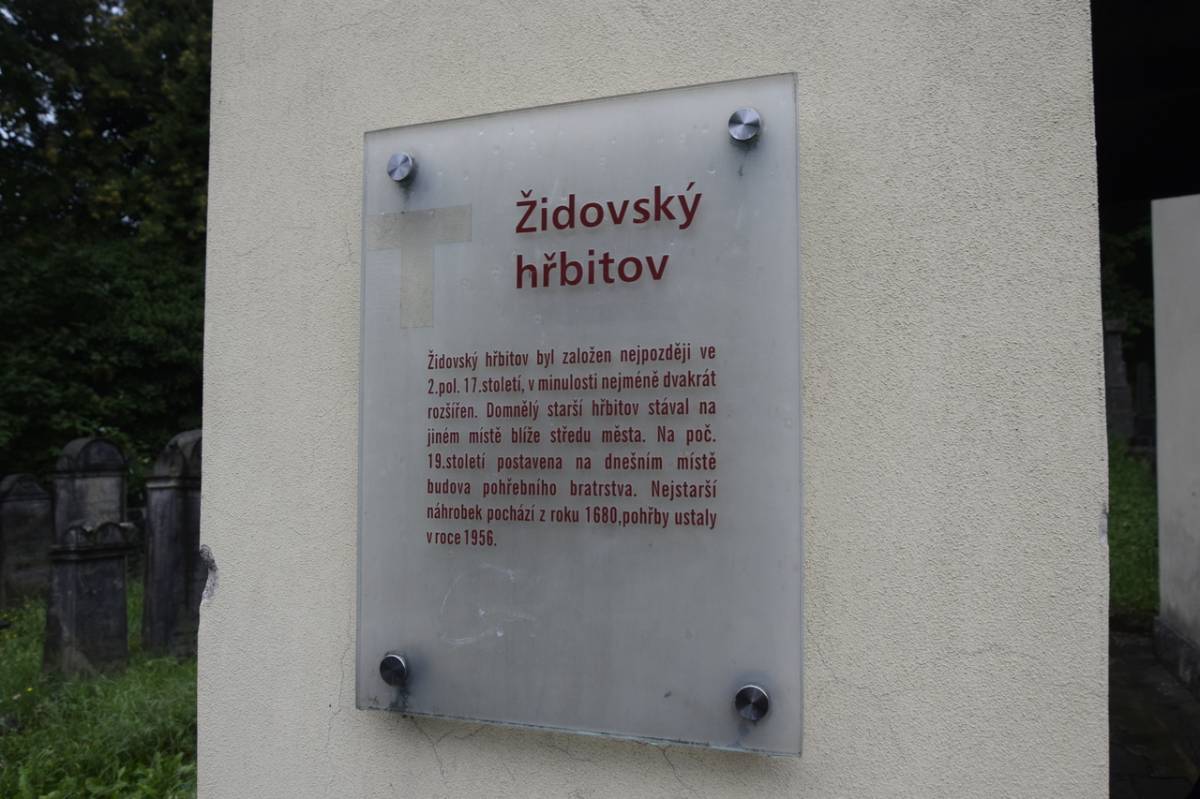 Židovský
hřbitov
Židovský hřbitov byl založen nejpozději ve
2.pol. 17.století, v minulosti nejméně dvakrát
rozšířen. Domnělý starší hřbitov stával na
jiném místě blíže středu města. Na poč.
19.století postavena na dnešním místě
budova pohřebního bratrstva. Nejstarší
náhrobek pochází z roku 1680,pohřby ustaly
v roce 1956.